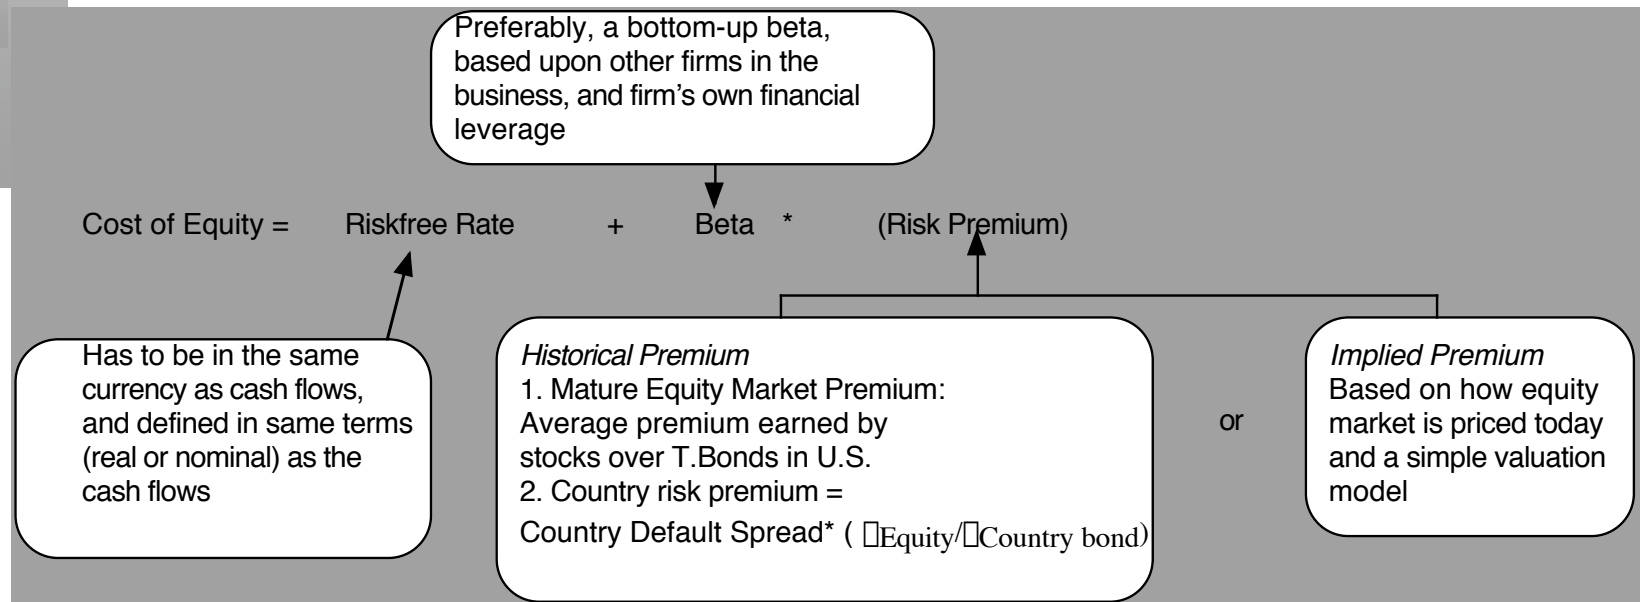 Preferably, a bottom-up beta,
based upon other firms in the
business, and firm's own financial
leverage
Cost of Equity = Riskfree Rate + Beta * (Risk Premium)
Has to be in the same
currency as cash flows,
and defined in same terms
(real or nominal) as the
cash flows
Historical Premium
1. Mature Equity Market Premium:
Average premium earned by
stocks over T.Bonds in U.S.
2. Country risk premium =
Country Default Spread* ( □Equity/□Country bond)
or
Implied Premium
Based on how equity
market is priced today
and a simple valuation
model